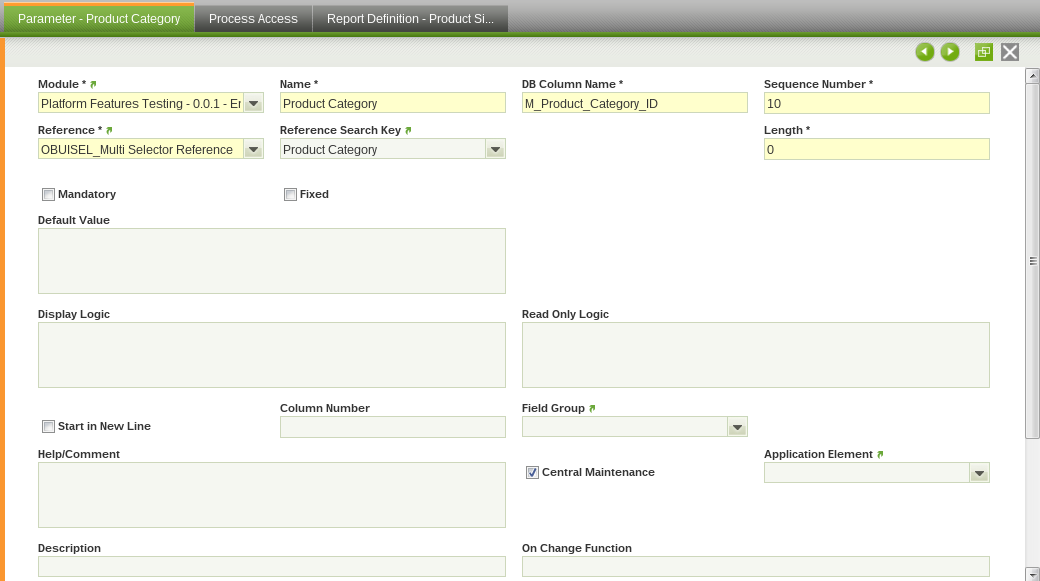 Parameter - Product Category Process Access Report Definition - Product Si...
Module * Name * DB Column Name * Sequence Number *
Platform Features Testing - 0.0.1 - Er Product Category M_Product_Category_ID 10
Reference * Reference Search Key Length *
OBUISEL_Multi Selector Reference Product Category 0
Mandatory Fixed
Default Value
Display Logic Read Only Logic
Column Number Field Group
Start in New Line
Help/Comment Application Element
Central Maintenance
Description On Change Function